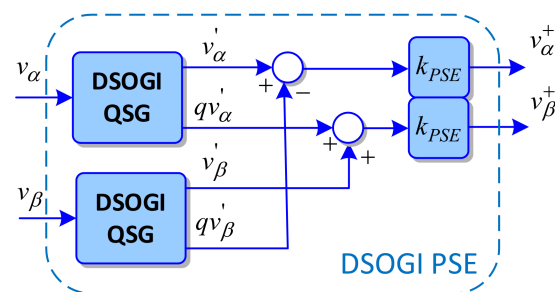 v'α
v+α
vα
DSOGI
QSG
+
−
kPSE
qv'α
v+β
+
kPSE
v'β
+
vβ
DSOGI
QSG
qv'β
DSOGI PSE